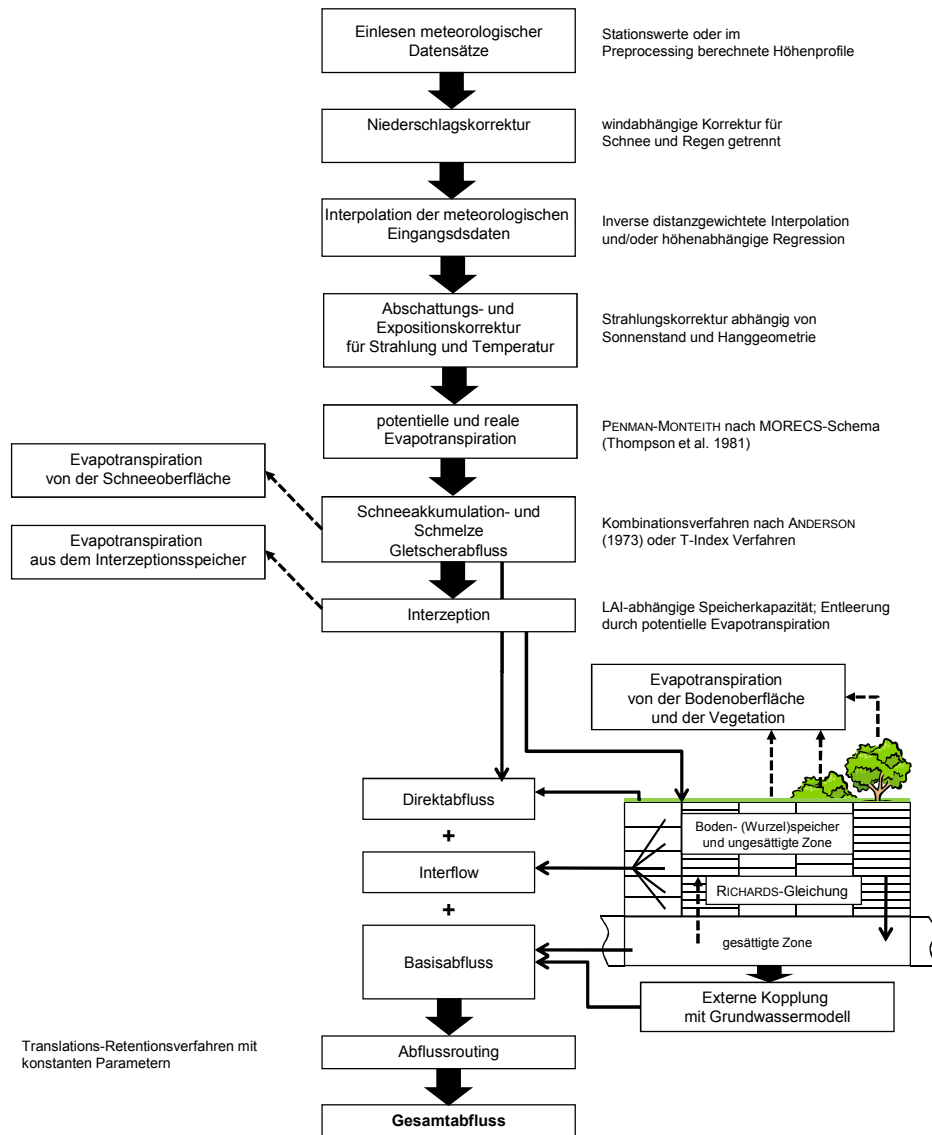 Einlesen meteorologischer
Datensätze
Stationswerte oder im
Preprocessing berechnete Höhenprofile
Niederschlagskorrektur
windabhängige Korrektur für
Schnee und Regen getrennt
Interpolation der meteorologischen
Eingangsdsdaten
Inverse distanzgewichtete Interpolation
und/oder höhenabhängige Regression
Abschattungs- und
Expositionskorrektur
für Strahlung und Temperatur
Strahlungskorrektur abhängig von
Sonnenstand und Hanggeometrie
potentielle und reale
Evapotranspiration
PENMAN-MONTEITH nach MORECS-Schema
(Thompson et al. 1981)
Evapotranspiration
von der Schneeoberfläche
Schneeakkumulation- und
Schmelze
Gletscherabfluss
Kombinationsverfahren nach ANDERSON
(1973) oder T-Index Verfahren
Evapotranspiration
aus dem Interzeptionsspeicher
Interzeption
LAI-abhängige Speicherkapazität; Entleerung
durch potentielle Evapotranspiration
Evapotranspiration
von der Bodenoberfläche
und der Vegetation
Direktabfluss
+
Boden- (Wurzel)speicher
und ungesättigte Zone
Interflow
RICHARDS-Gleichung
+
gesättigte Zone
Basisabfluss
Externe Kopplung
mit Grundwassermodell
Translations-Retentionsverfahren mit
konstanten Parametern
Abflussrouting
Gesamtabfluss